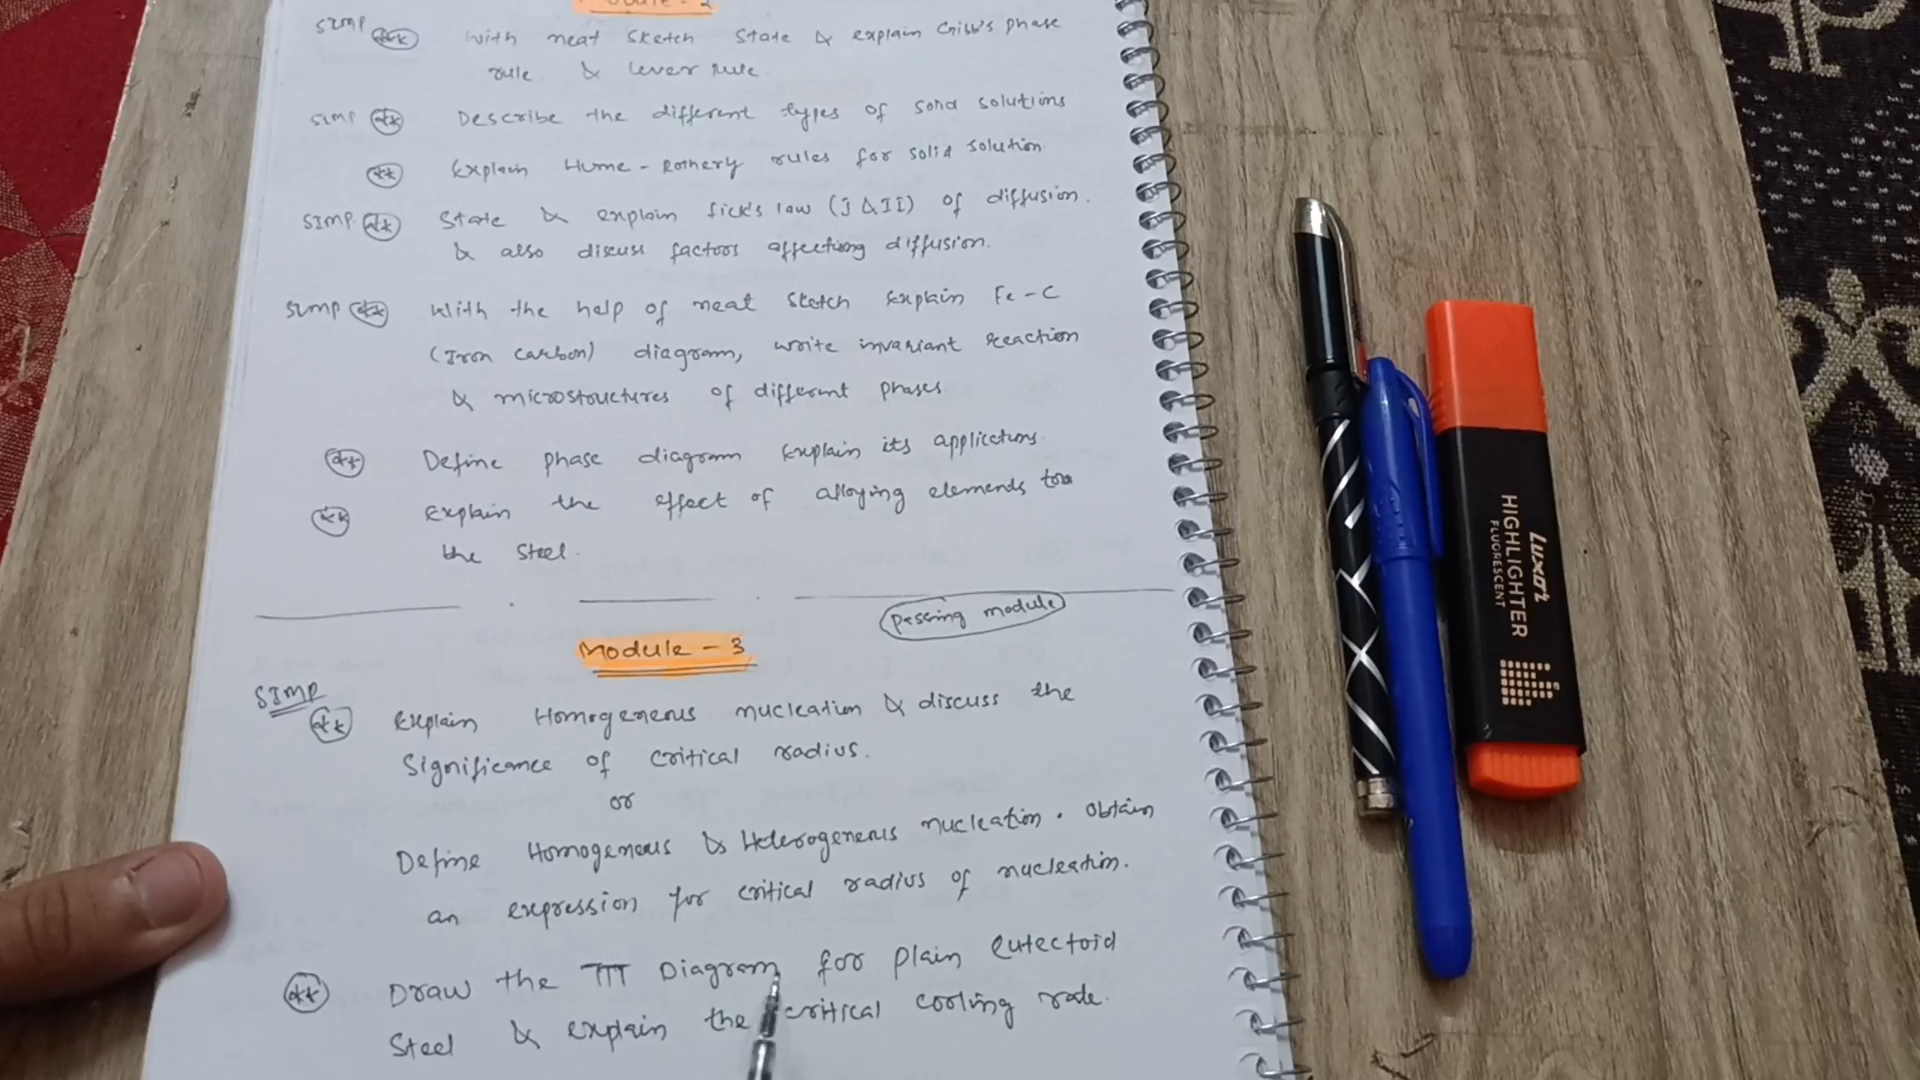 Module - 2
SIMP ** With neat sketch state & explain Gibb's phase
rule & lever rule.
SIMP ** Describe the different types of solid solutions
** Explain Hume - Rothery rules for solid solution
SIMP. ** State & explain fick's law (I & II) of diffusion.
& also discuss factors affecting diffusion.
SIMP ** With the help of neat sketch explain Fe - C
(Iron carbon) diagram, write invariant reaction
& microstructures of different phases.
** Define phase diagram explain its applications.
** Explain the effect of alloying elements
the steel.
passing module
Module - 3
SIMP
** Explain Homogeneous nucleation & discuss the
Significance of critical radius.
or
Define Homogeneous & Heterogeneous nucleation. Obtain
an expression for critical radius of nucleation.
** Draw the TTT Diagram for plain eutectoid
Steel & explain the critical cooling rate.
Luxor
HIGHLIGHTER
FLUORESCENT